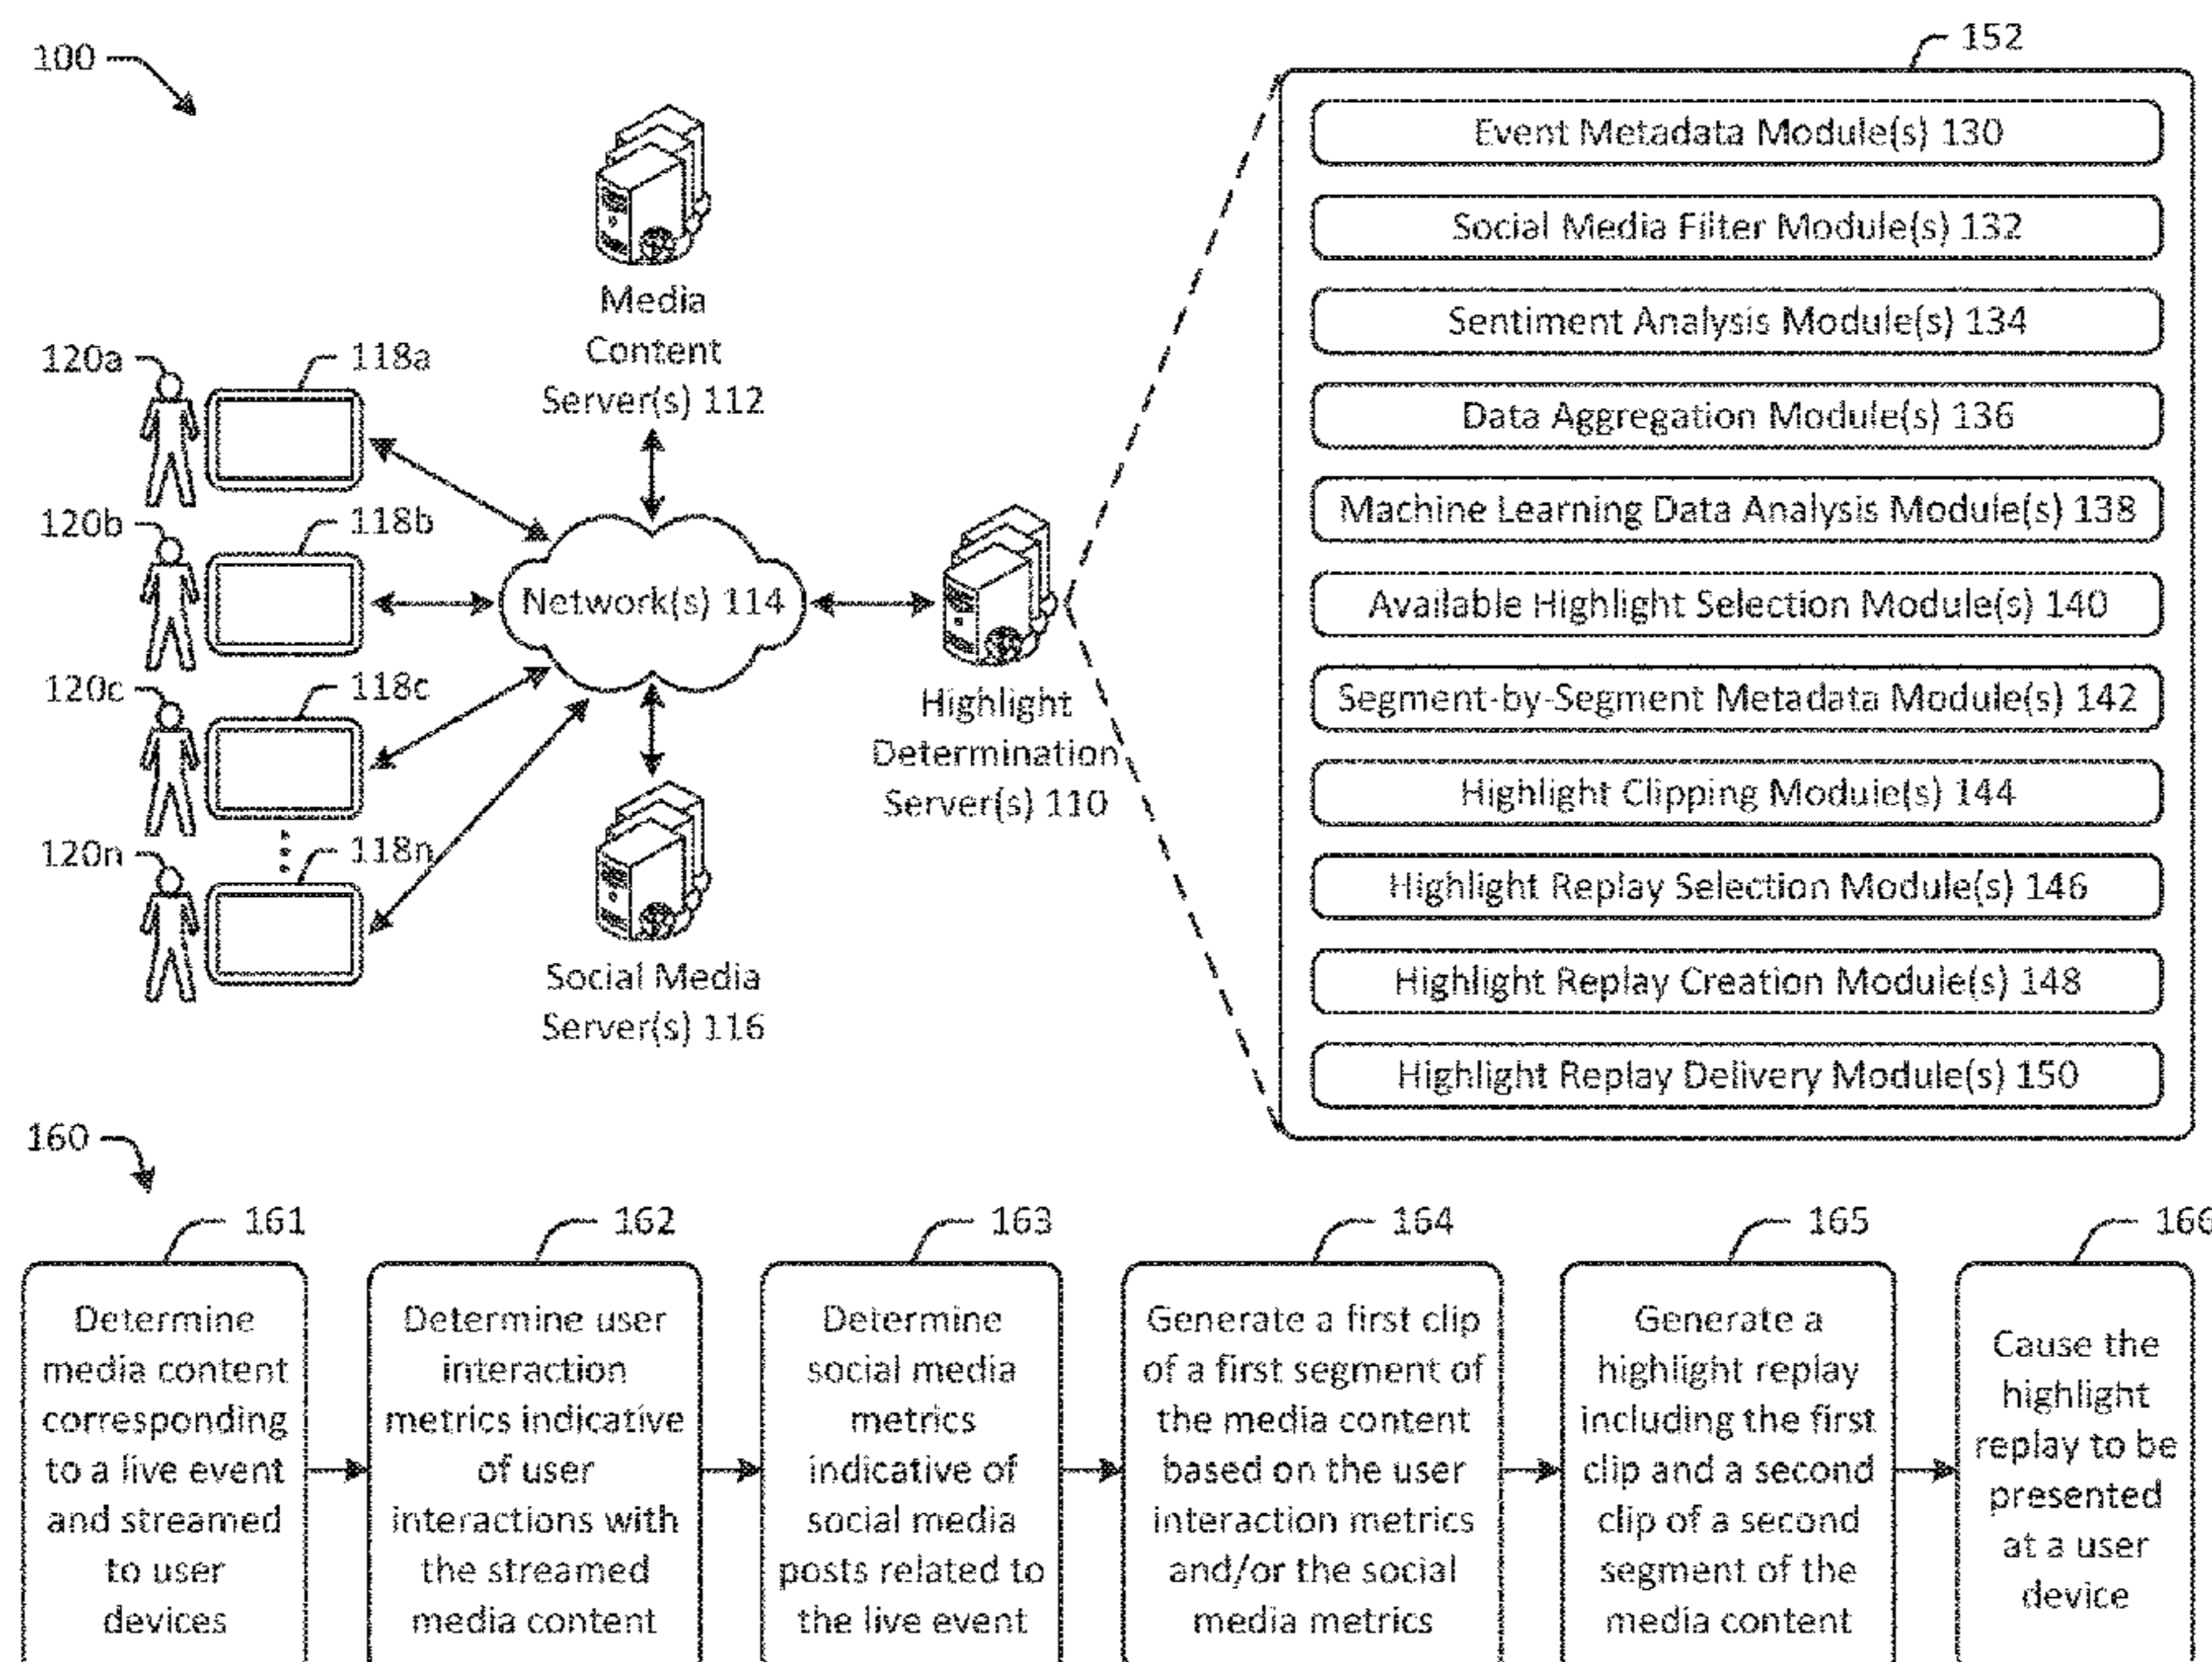 100
152
Event Metadata Module(s) 130
Social Media Filter Module(s) 132
Sentiment Analysis Module(s) 134
Data Aggregation Module(s) 136
Machine Learning Data Analysis Module(s) 138
Available Highlight Selection Module(s) 140
Segment-by-Segment Metadata Module(s) 142
Highlight Clipping Module(s) 144
Highlight Replay Selection Module(s) 146
Highlight Replay Creation Module(s) 148
Highlight Replay Delivery Module(s) 150
Media
Content
Server(s) 112
120a
118a
120b
118b
120c
118c
120n
118n
Network(s) 114
Highlight
Determination
Server(s) 110
Social Media
Server(s) 116
160
161
Determine
media content
corresponding
to a live event
and streamed
to user
devices
162
Determine user
interaction
metrics indicative
of user
interactions with
the streamed
media content
163
Determine
social media
metrics
indicative of
social media
posts related to
the live event
164
Generate a first clip
of a first segment of
the media content
based on the user
interaction metrics
and/or the social
media metrics
165
Generate a
highlight replay
including the first
clip and a second
clip of a second
segment of the
media content
166
Cause the
highlight
replay to be
presented
at a user
device